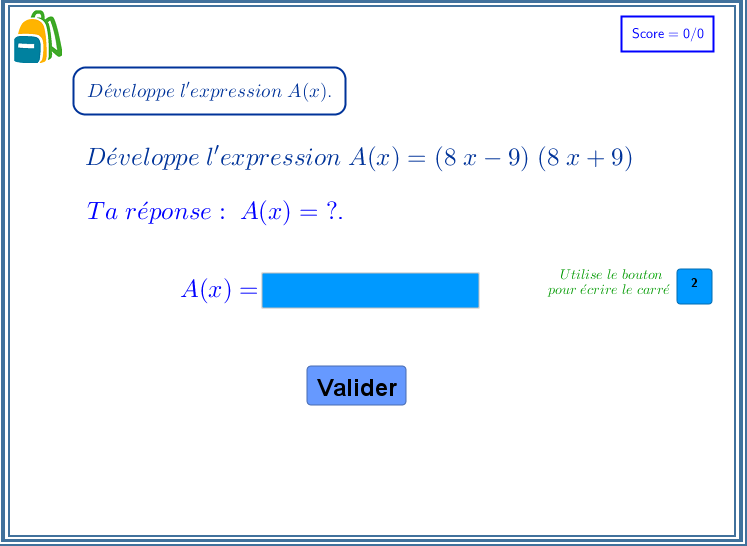 Score = 0/0
Développe l'expression A(x).
Développe l'expression A(x) = (8 x − 9) (8 x + 9)
Ta réponse : A(x) = ?.
Utilise le bouton
pour écrire le carré
2
A(x) =
Valider